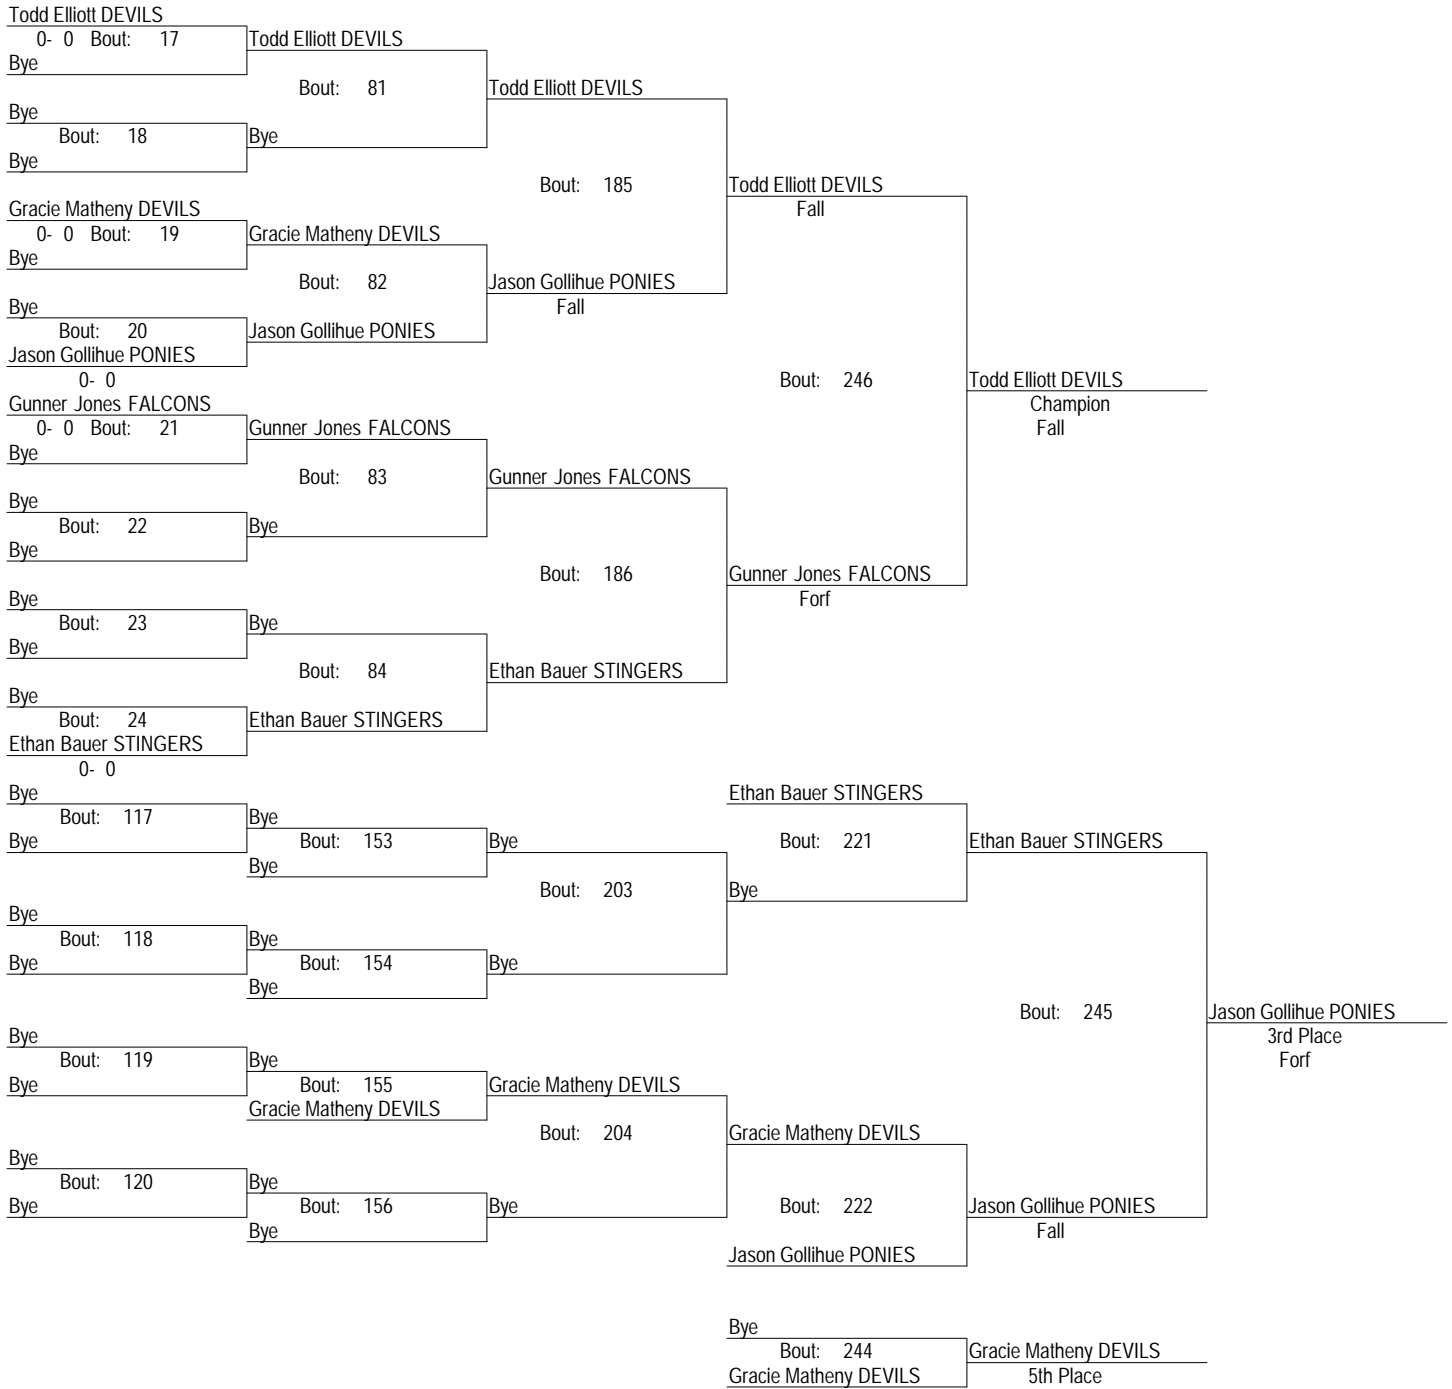 Todd Elliott DEVILS
0- 0 Bout: 17 Todd Elliott DEVILS
Bye
Bout: 81 Todd Elliott DEVILS
Bye
Bout: 18 Bye
Bye
Bout: 185 Todd Elliott DEVILS
Gracie Matheny DEVILS Fall
0- 0 Bout: 19 Gracie Matheny DEVILS
Bye
Bout: 82 Jason Gollihue PONIES
Bye Fall
Bout: 20 Jason Gollihue PONIES
Jason Gollihue PONIES
0- 0 Bout: 246 Todd Elliott DEVILS
Gunner Jones FALCONS Champion
0- 0 Bout: 21 Gunner Jones FALCONS Fall
Bye
Bout: 83 Gunner Jones FALCONS
Bye
Bout: 22 Bye
Bye
Bout: 186 Gunner Jones FALCONS
Bye Forf
Bout: 23 Bye
Bye
Bout: 84 Ethan Bauer STINGERS
Bye
Bout: 24 Ethan Bauer STINGERS
Ethan Bauer STINGERS
0- 0
Bye Ethan Bauer STINGERS
Bout: 117 Bye
Bye Bout: 153 Bye Bout: 221 Ethan Bauer STINGERS
Bye
Bout: 203 Bye
Bye
Bout: 118 Bye
Bye Bout: 154 Bye
Bye
Bout: 245 Jason Gollihue PONIES
Bye 3rd Place
Bout: 119 Bye Forf
Bye Bout: 155 Gracie Matheny DEVILS
Gracie Matheny DEVILS
Bout: 204 Gracie Matheny DEVILS
Bye
Bout: 120 Bye
Bye Bout: 156 Bye Bout: 222 Jason Gollihue PONIES
Bye Fall
Jason Gollihue PONIES
Bye
Bout: 244 Gracie Matheny DEVILS
Gracie Matheny DEVILS 5th Place